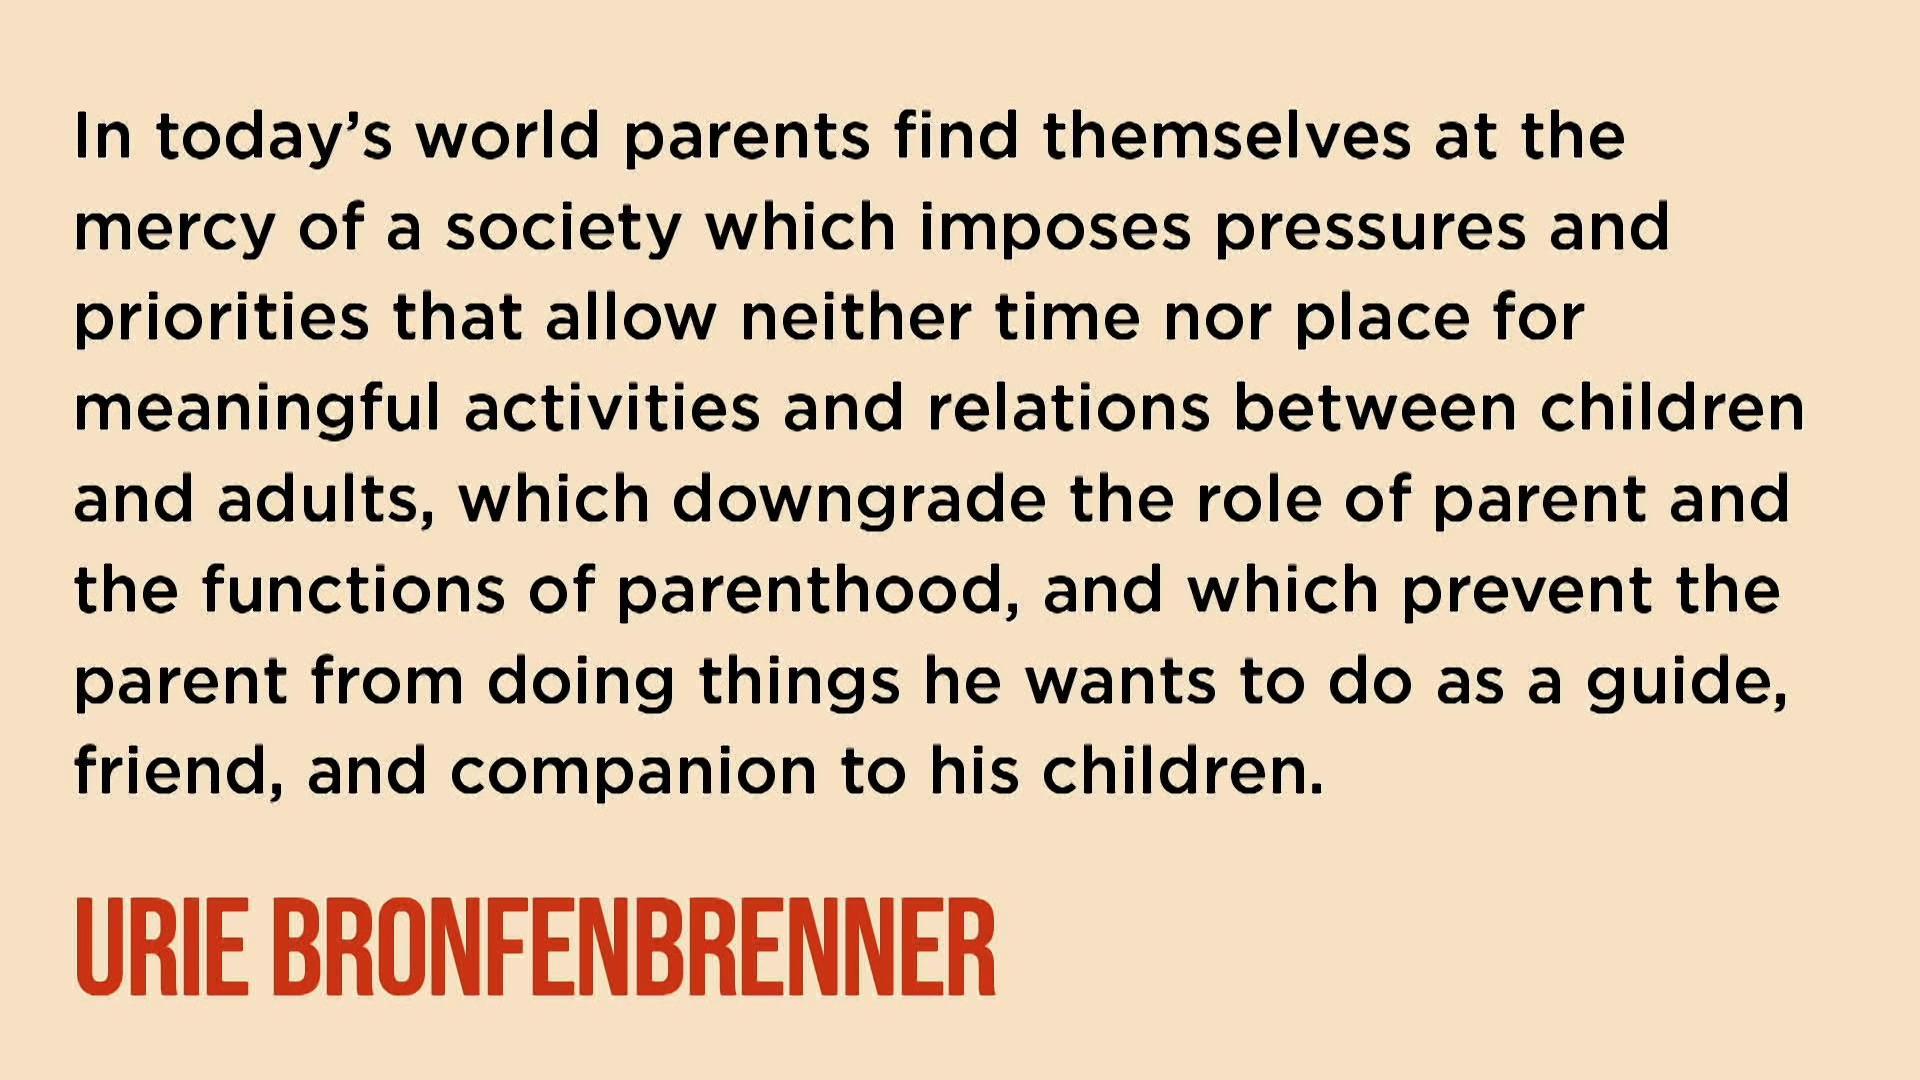 In today’s world parents find themselves at the
mercy of a society which imposes pressures and
priorities that allow neither time nor place for
meaningful activities and relations between children
and adults, which downgrade the role of parent and
the functions of parenthood, and which prevent the
parent from doing things he wants to do as a guide,
friend, and companion to his children.
URIE BRONFENBRENNER